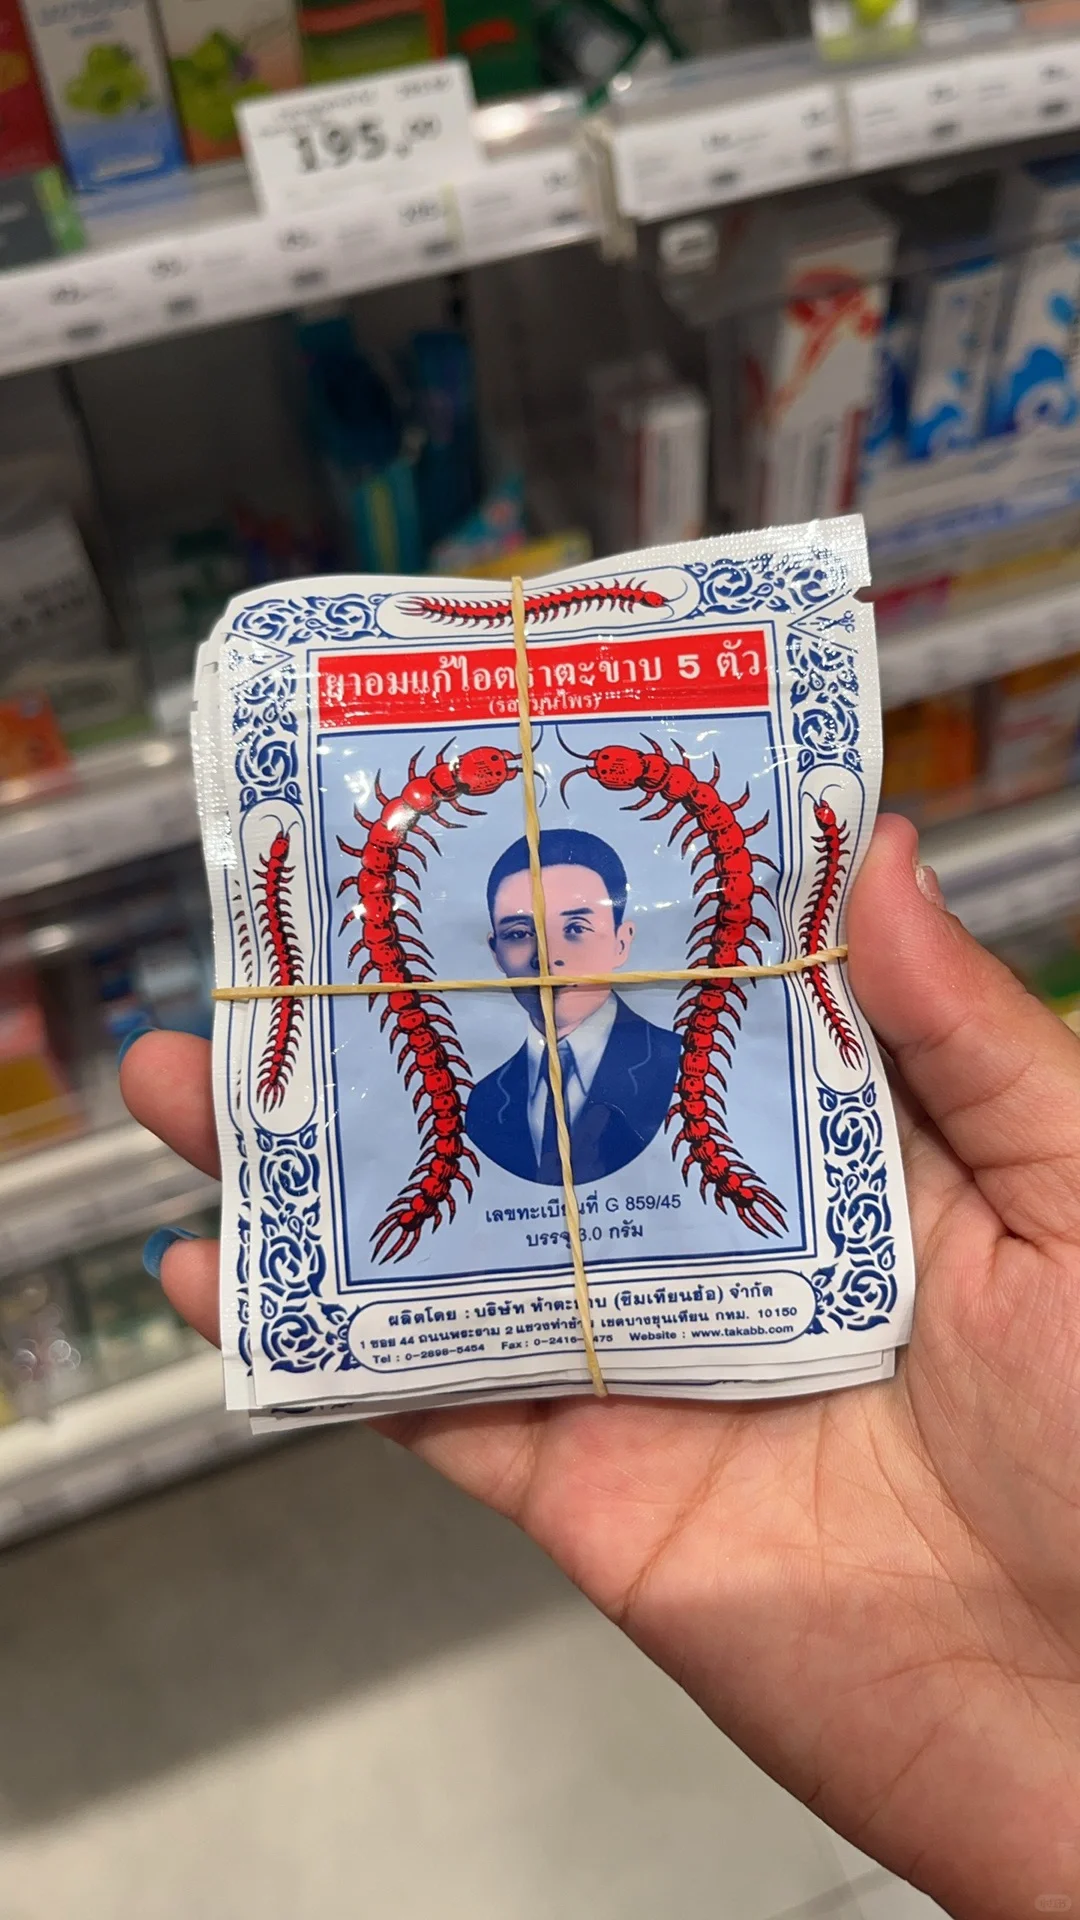 195.00
ยาอมแก้ไอตราตะขาบ 5 ตัว
(รสสมุนไพร)
เลขทะเบียนที่ G 859/45
บรรจุ 3.0 กรัม
ผลิตโดย : บริษัท ห้าตะขาบ (ซิมเทียนฮ้อ) จำกัด
1 ซอย 44 ถนนพระราม 2 แขวงท่าข้าม เขตบางขุนเทียน กทม. 10150
Tel : 0-2898-5454 Fax : Website : www.takabb.com